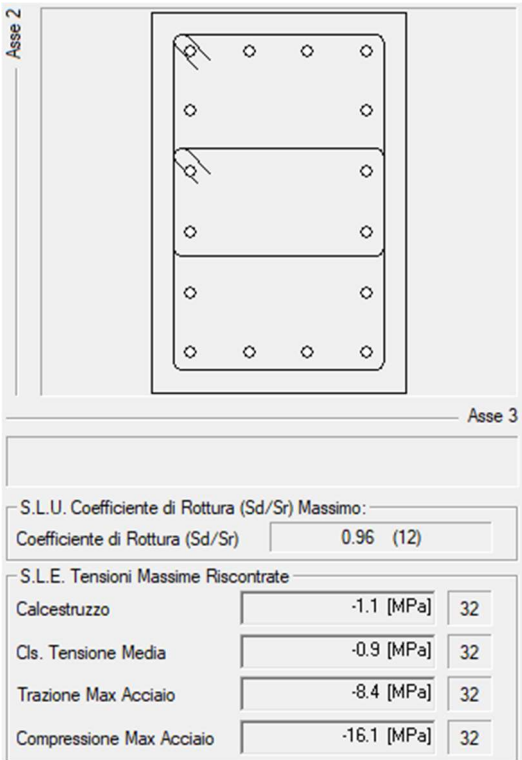 Asse 2
Asse 3
S.L.U. Coefficiente di Rottura (Sd/Sr) Massimo:
Coefficiente di Rottura (Sd/Sr) 0.96 (12)
S.L.E. Tensioni Massime Riscontrate
Calcestruzzo -1.1 [MPa] 32
Cls. Tensione Media -0.9 [MPa] 32
Trazione Max Acciaio -8.4 [MPa] 32
Compressione Max Acciaio -16.1 [MPa] 32